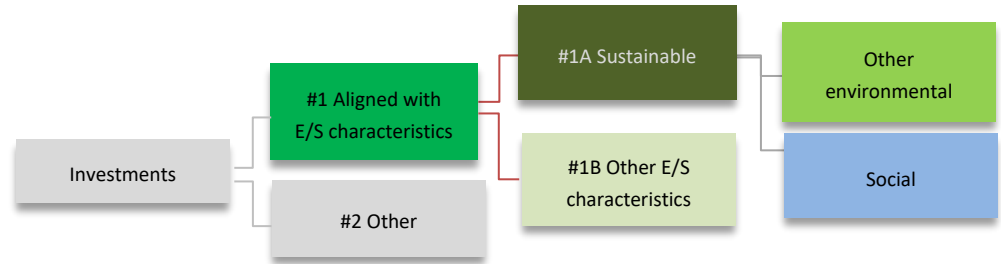 Investments
#1 Aligned with
E/S characteristics
#2 Other
#1A Sustainable
#1B Other E/S
characteristics
Other
environmental
Social